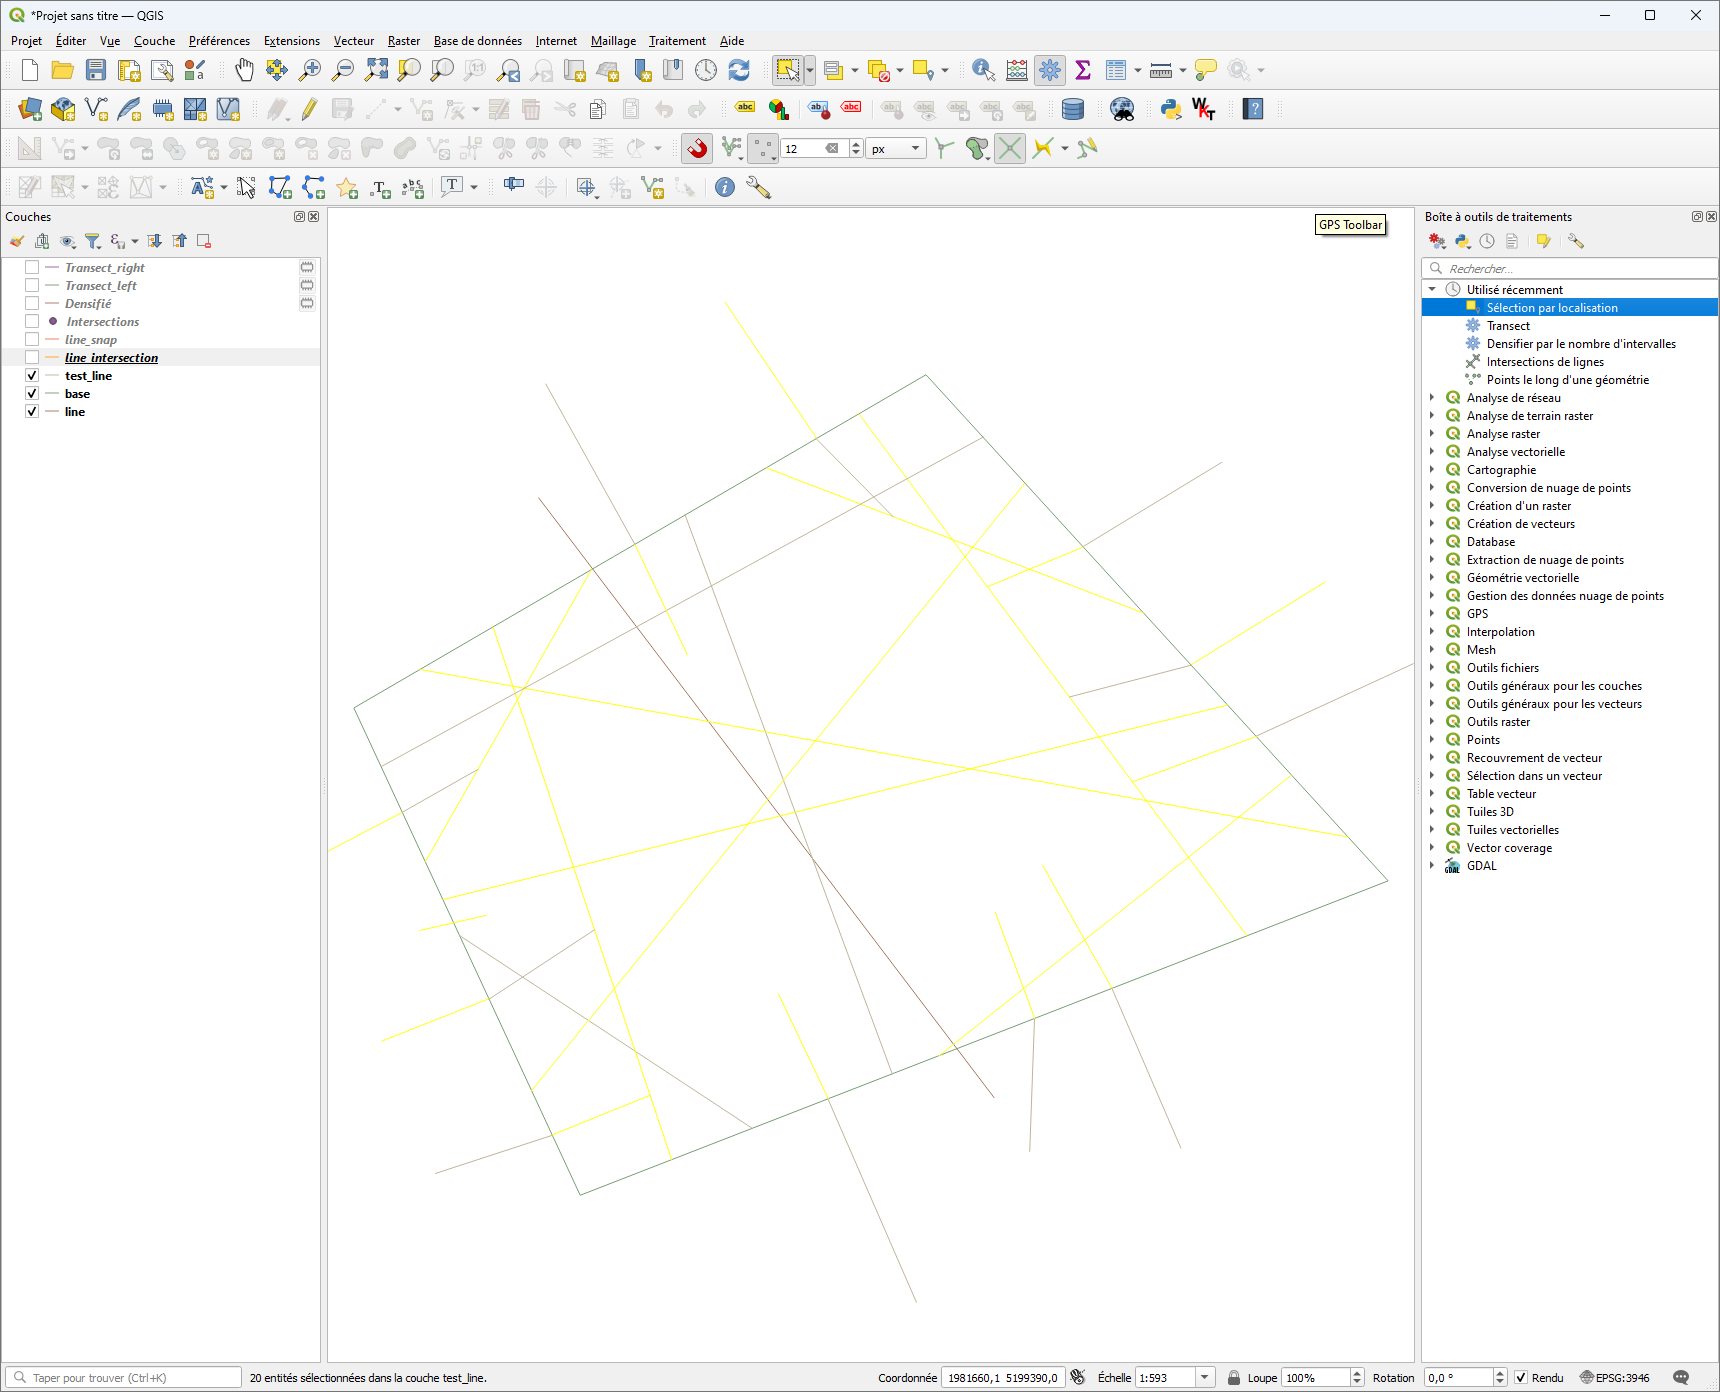 *Projet sans titre — QGIS
Projet Éditer Vue Couche Préférences Extensions Vecteur Raster Base de données Internet Maillage Traitement Aide
12 px
Couches
Transect_right
Transect_left
Densifié
Intersections
line_snap
line_intersection
test_line
base
line
GPS Toolbar
Boîte à outils de traitements
Rechercher...
Utilisé récemment
Sélection par localisation
Transect
Densifier par le nombre d'intervalles
Intersections de lignes
Points le long d'une géométrie
Analyse de réseau
Analyse de terrain raster
Analyse raster
Analyse vectorielle
Cartographie
Conversion de nuage de points
Création d'un raster
Création de vecteurs
Database
Extraction de nuage de points
Géométrie vectorielle
Gestion des données nuage de points
GPS
Interpolation
Mesh
Outils fichiers
Outils généraux pour les couches
Outils généraux pour les vecteurs
Outils raster
Points
Recouvrement de vecteur
Sélection dans un vecteur
Table vecteur
Tuiles 3D
Tuiles vectorielles
Vector coverage
GDAL
Taper pour trouver (Ctrl+K) 20 entités sélectionnées dans la couche test_line. Coordonnée 1981660,1 5199390,0 Échelle 1:593 Loupe 100% Rotation 0,0 ° Rendu EPSG:3946